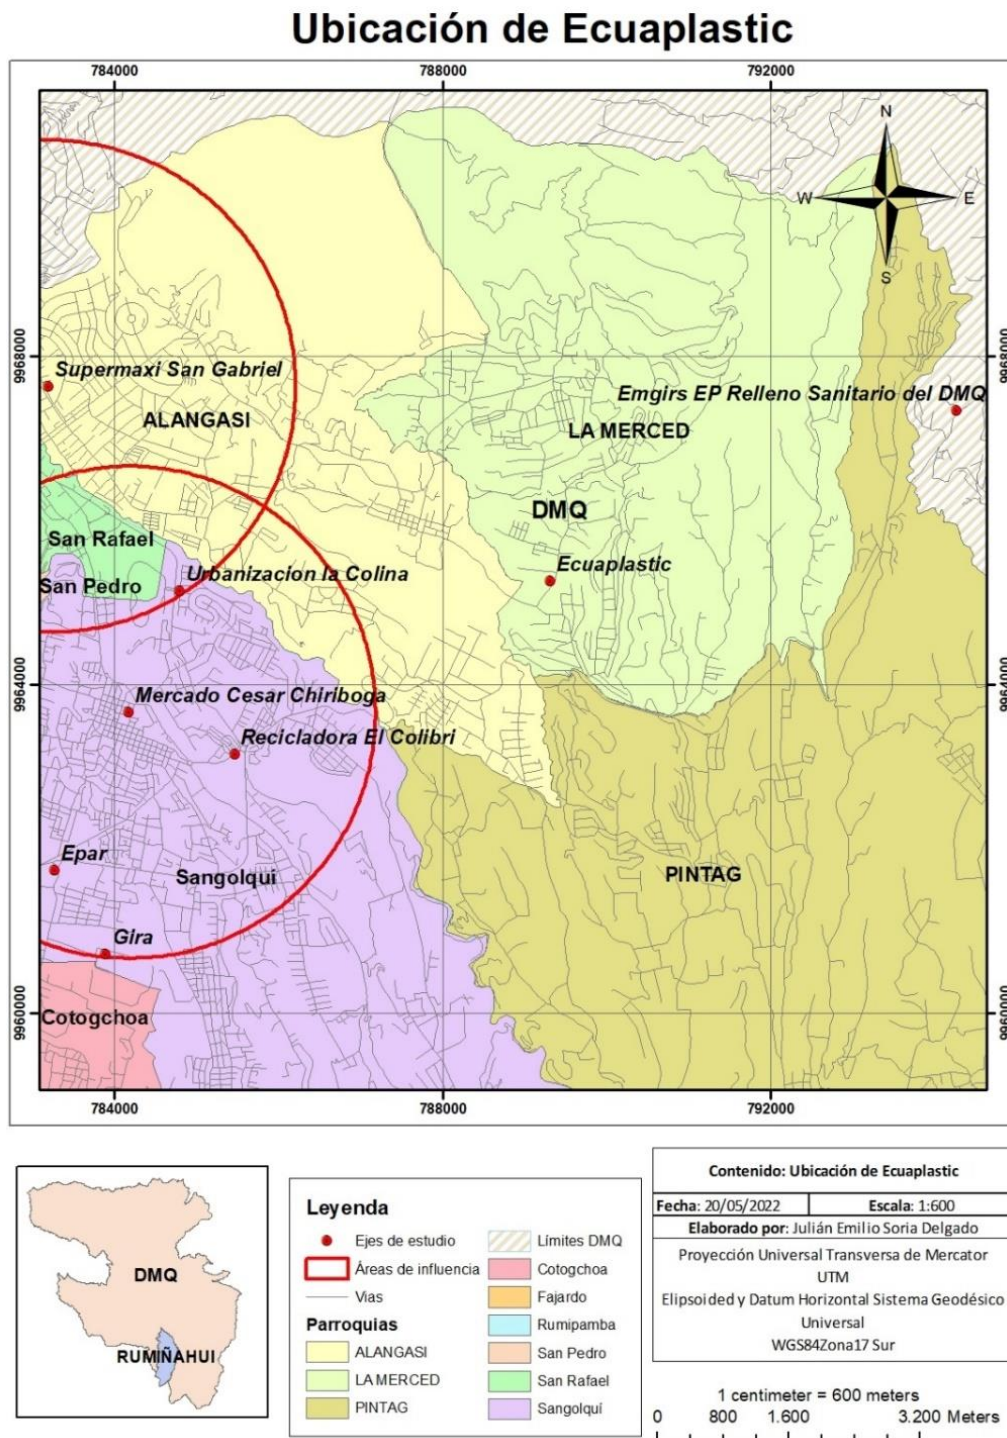 Ubicación de Ecuaplastic
784000
788000
792000
N
W
E
S
9968000
9968000
Supermaxi San Gabriel
ALANGASI
Emgirs EP Relleno Sanitario del DMQ
LA MERCED
DMQ
San Rafael
San Pedro
Urbanizacion la Colina
Ecuaplastic
9964000
9964000
Mercado Cesar Chiriboga
Recicladora El Colibri
Epar
Sangolqui
PINTAG
Gira
9960000
9960000
Cotogchoa
784000
788000
792000
DMQ
RUMIÑAHUI
Leyenda
Ejes de estudio
Áreas de influencia
Vias
Parroquias
ALANGASI
LA MERCED
PINTAG
Límites DMQ
Cotogchoa
Fajardo
Rumipamba
San Pedro
San Rafael
Sangolquí
Contenido: Ubicación de Ecuaplastic
Fecha: 20/05/2022
Escala: 1:600
Elaborado por: Julián Emilio Soria Delgado
Proyección Universal Transversa de Mercator
UTM
Elipsoided y Datum Horizontal Sistema Geodésico
Universal
WGS84Zona17 Sur
1 centimeter = 600 meters
0 800 1.600 3.200 Meters